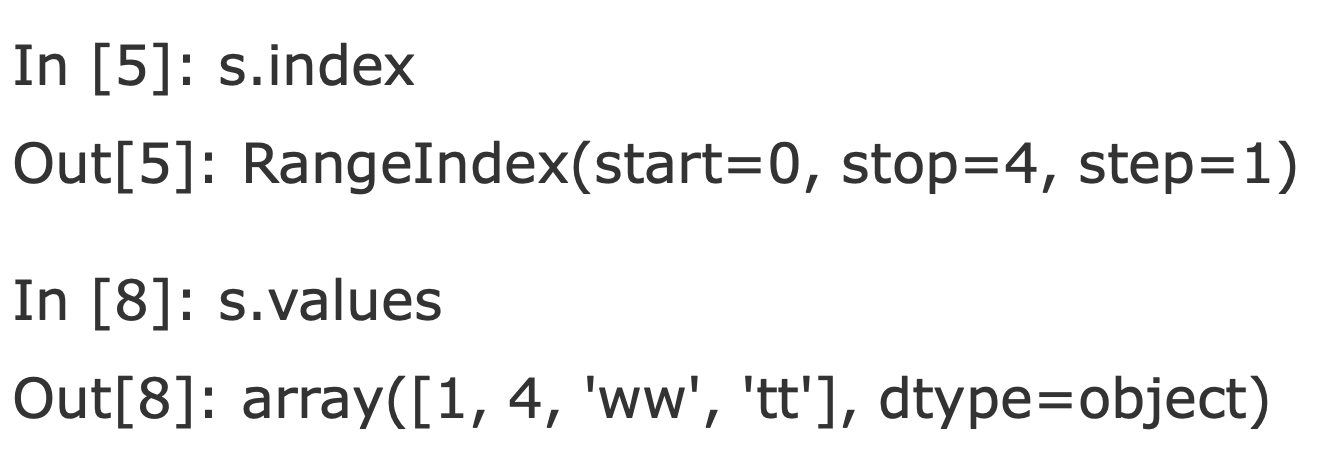 In [5]: s.index
Out[5]: RangeIndex(start=0, stop=4, step=1)
In [8]: s.values
Out[8]: array([1, 4, 'ww', 'tt'], dtype=object)